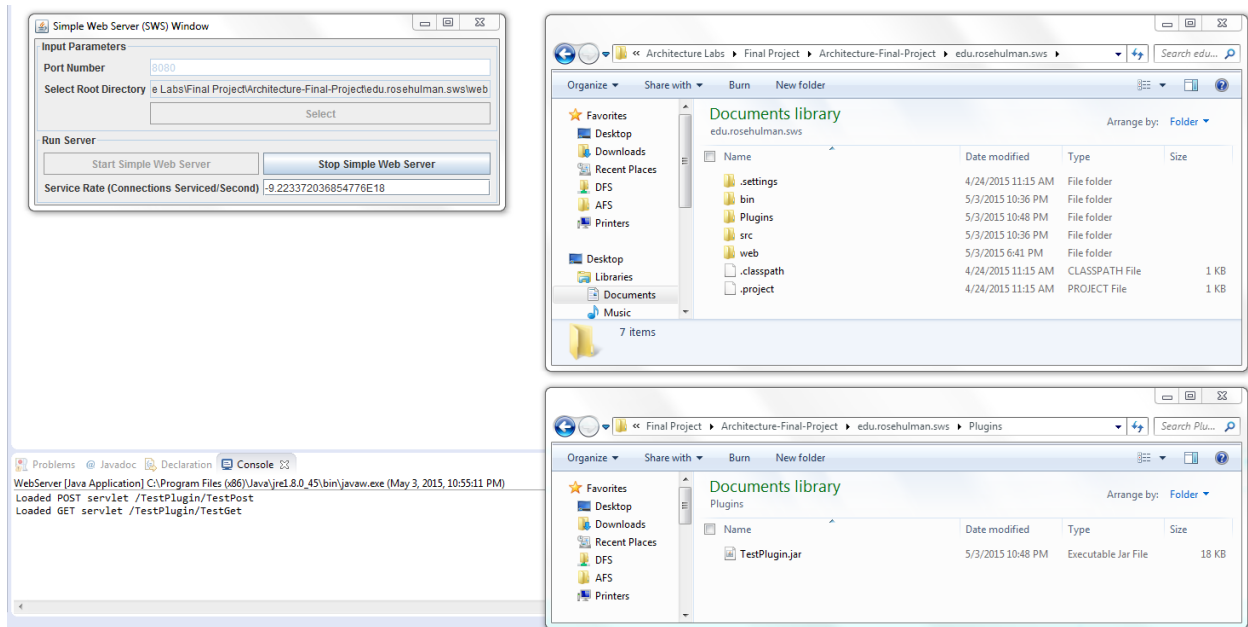 Simple Web Server (SWS) Window
Input Parameters
Port Number 8080
Select Root Directory e Labs\Final Project\Architecture-Final-Project\edu.rosehulman.sws\web
Select
Run Server
Start Simple Web Server Stop Simple Web Server
Service Rate (Connections Serviced/Second) -9.223372036854776E18
Problems @ Javadoc Declaration Console
WebServer [Java Application] C:\Program Files (x86)\Java\jre1.8.0_45\bin\javaw.exe (May 3, 2015, 10:55:11 PM)
Loaded POST servlet /TestPlugin/TestPost
Loaded GET servlet /TestPlugin/TestGet
« Architecture Labs Final Project Architecture-Final-Project edu.rosehulman.sws Search edu...
Organize Share with Burn New folder
Favorites
Desktop
Downloads
Recent Places
DFS
AFS
Printers
Desktop
Libraries
Documents
Music
Documents library
edu.rosehulman.sws
Arrange by: Folder
Name Date modified Type Size
.settings 4/24/2015 11:15 AM File folder
bin 5/3/2015 10:36 PM File folder
Plugins 5/3/2015 10:48 PM File folder
src 5/3/2015 10:36 PM File folder
web 5/3/2015 6:41 PM File folder
.classpath 4/24/2015 11:15 AM CLASSPATH File 1 KB
.project 4/24/2015 11:15 AM PROJECT File 1 KB
7 items
« Final Project Architecture-Final-Project edu.rosehulman.sws Plugins Search Plu...
Organize Share with Burn New folder
Favorites
Desktop
Downloads
Recent Places
DFS
AFS
Printers
Documents library
Plugins
Arrange by: Folder
Name Date modified Type Size
TestPlugin.jar 5/3/2015 10:48 PM Executable Jar File 18 KB